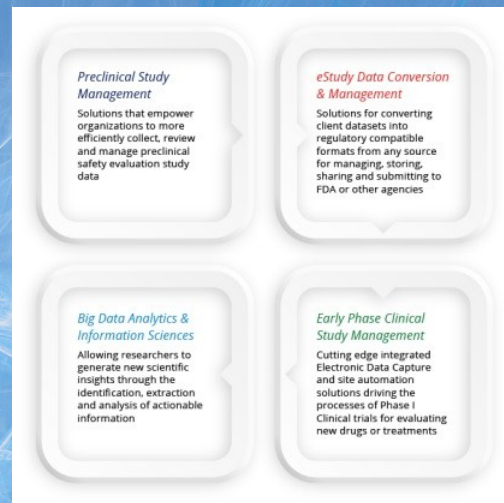 Preclinical Study
Management
Solutions that empower
organizations to more
efficiently collect, review
and manage preclinical
safety evaluation study
data
eStudy Data Conversion
& Management
Solutions for converting
client datasets into
regulatory compatible
formats from any source
for managing, storing,
sharing and submitting to
FDA or other agencies
Big Data Analytics &
Information Sciences
Allowing researchers to
generate new scientific
insights through the
identification, extraction
and analysis of actionable
information
Early Phase Clinical
Study Management
Cutting edge integrated
Electronic Data Capture
and site automation
solutions driving the
processes of Phase I
Clinical trials for evaluating
new drugs or treatments